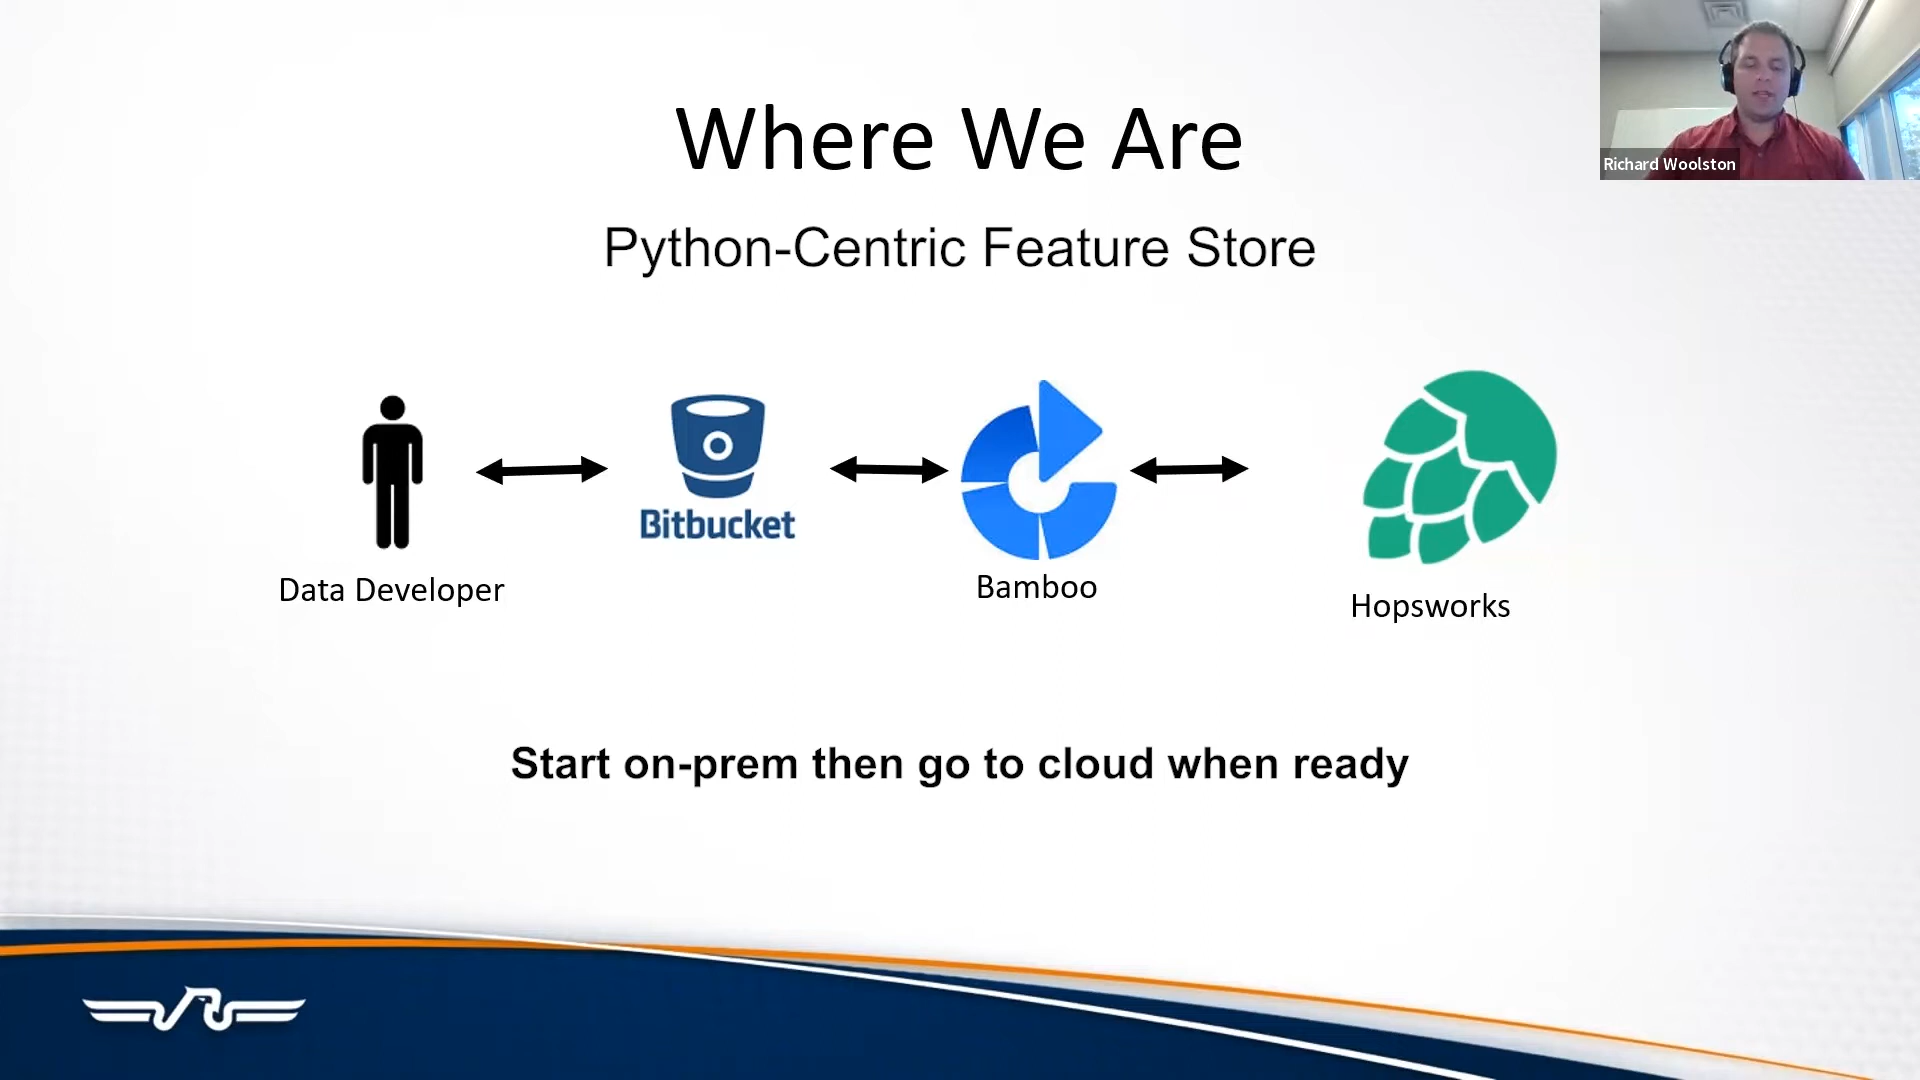 Where We Are
Richard Woolston
Python-Centric Feature Store
Bitbucket
Data Developer
Bamboo
Hopsworks
Start on-prem then go to cloud when ready